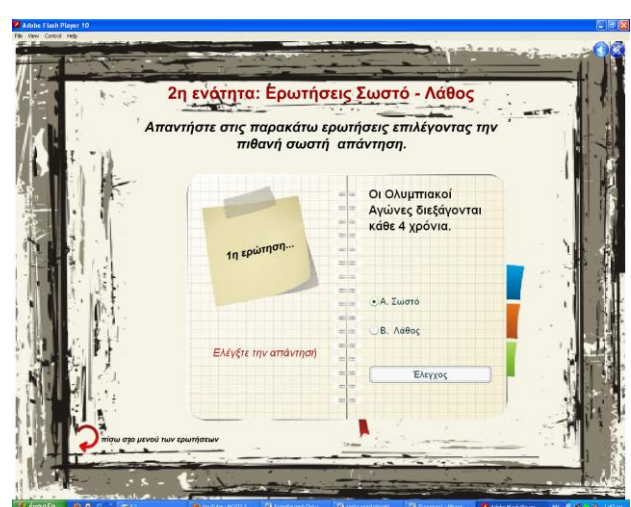 Adobe Flash Player 10
File View Control Help
2η ενότητα: Ερωτήσεις Σωστό - Λάθος
Απαντήστε στις παρακάτω ερωτήσεις επιλέγοντας την
πιθανή σωστή απάντηση.
1η ερώτηση...
Οι Ολυμπιακοί
Αγώνες διεξάγονται
κάθε 4 χρόνια.
Α. Σωστό
Β. Λάθος
Ελέγξτε την απάντησή
Έλεγχος
πίσω στο μενού των ερωτήσεων